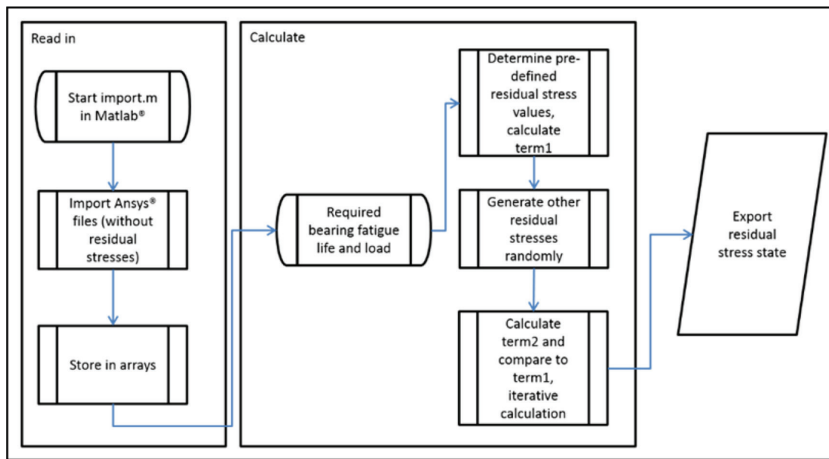 Read in
Start import.m
in Matlab®
Import Ansys®
files (without
residual
stresses)
Store in arrays
Calculate
Required
bearing fatigue
life and load
Determine pre-
defined
residual stress
values,
calculate
term1
Generate other
residual
stresses
randomly
Calculate
term2 and
compare to
term1,
iterative
calculation
Export
residual
stress state